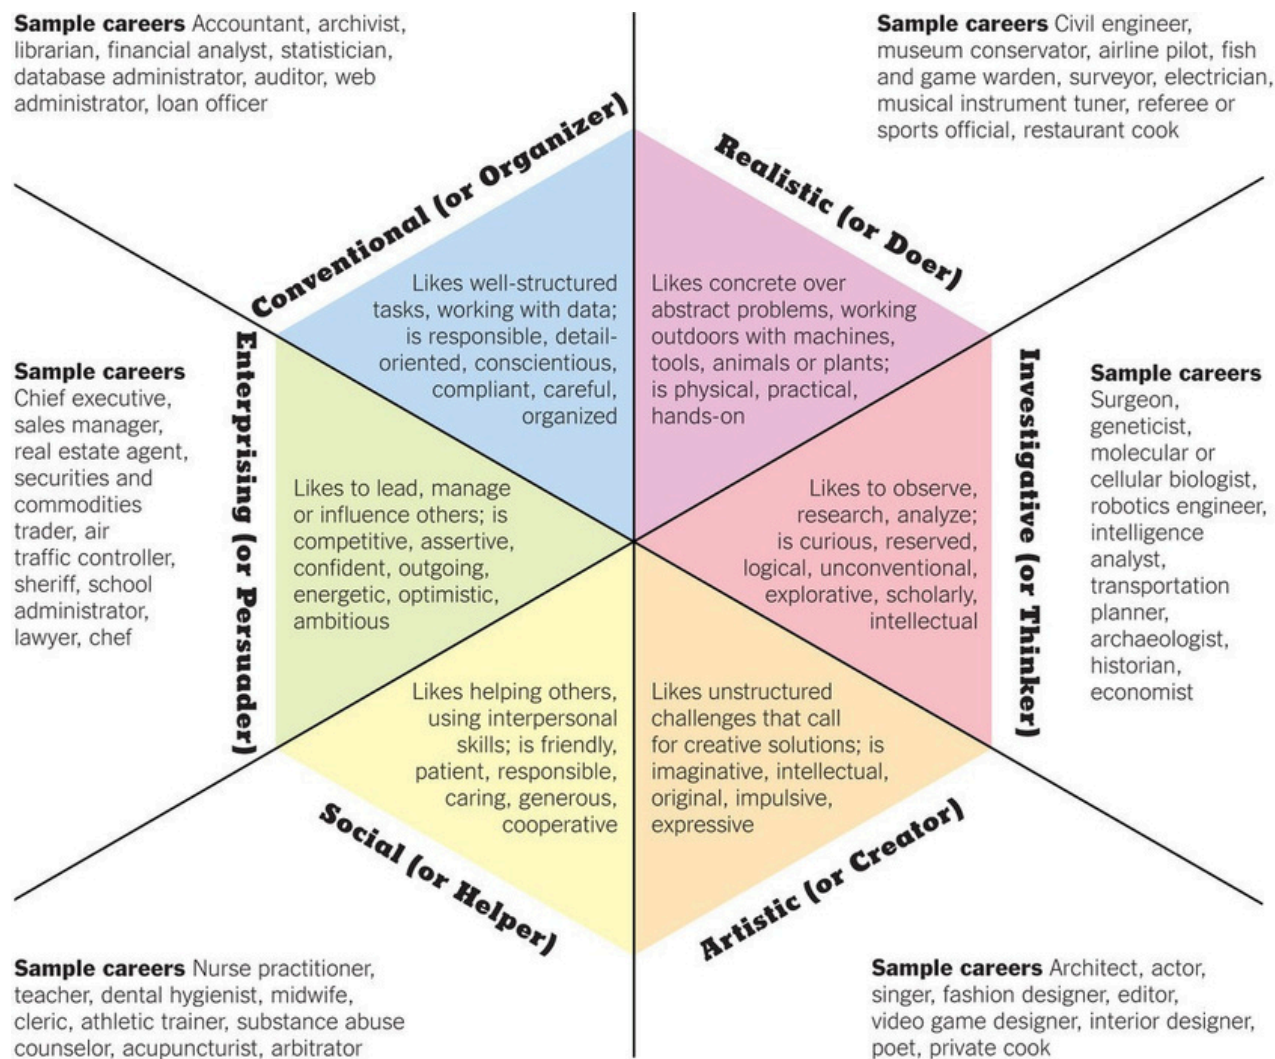 Sample careers Accountant, archivist,
librarian, financial analyst, statistician,
database administrator, auditor, web
administrator, loan officer
Sample careers Civil engineer,
museum conservator, airline pilot, fish
and game warden, surveyor, electrician,
musical instrument tuner, referee or
sports official, restaurant cook
Conventional (or Organizer)
Realistic (or Doer)
Likes well-structured
tasks, working with data;
is responsible, detail-
oriented, conscientious,
compliant, careful,
organized
Likes concrete over
abstract problems, working
outdoors with machines,
tools, animals or plants;
is physical, practical,
hands-on
Sample careers
Chief executive,
sales manager,
real estate agent,
securities and
commodities
trader, air
traffic controller,
sheriff, school
administrator,
lawyer, chef
Enterprising (or Persuader)
Likes to lead, manage
or influence others; is
competitive, assertive,
confident, outgoing,
energetic, optimistic,
ambitious
Likes to observe,
research, analyze;
is curious, reserved,
logical, unconventional,
explorative, scholarly,
intellectual
Investigative (or Thinker)
Sample careers
Surgeon,
geneticist,
molecular or
cellular biologist,
robotics engineer,
intelligence
analyst,
transportation
planner,
archaeologist,
historian,
economist
Likes helping others,
using interpersonal
skills; is friendly,
patient, responsible,
caring, generous,
cooperative
Likes unstructured
challenges that call
for creative solutions; is
imaginative, intellectual,
original, impulsive,
expressive
Social (or Helper)
Artistic (or Creator)
Sample careers Nurse practitioner,
teacher, dental hygienist, midwife,
cleric, athletic trainer, substance abuse
counselor, acupuncturist, arbitrator
Sample careers Architect, actor,
singer, fashion designer, editor,
video game designer, interior designer,
poet, private cook